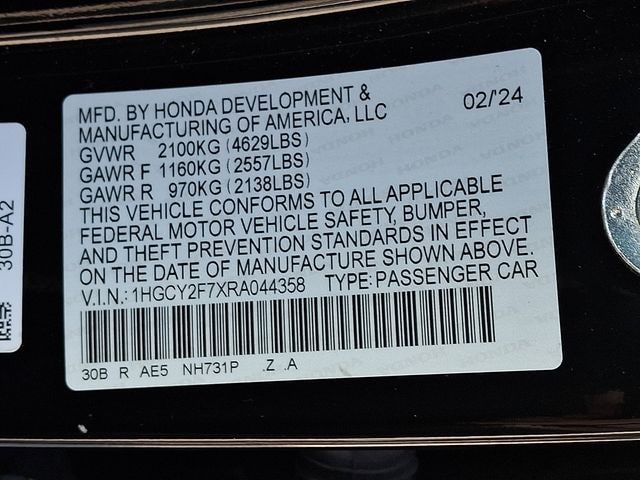 MFD. BY HONDA DEVELOPMENT &
MANUFACTURING OF AMERICA, LLC 02/'24
GVWR 2100KG (4629LBS)
GAWR F 1160KG (2557LBS)
GAWR R 970KG (2138LBS)
THIS VEHICLE CONFORMS TO ALL APPLICABLE
FEDERAL MOTOR VEHICLE SAFETY, BUMPER,
AND THEFT PREVENTION STANDARDS IN EFFECT
ON THE DATE OF MANUFACTURE SHOWN ABOVE.
V.I.N.: 1HGCY2F7XRA044358 TYPE: PASSENGER CAR
30B R AE5 NH731P .Z .A
30B-A2